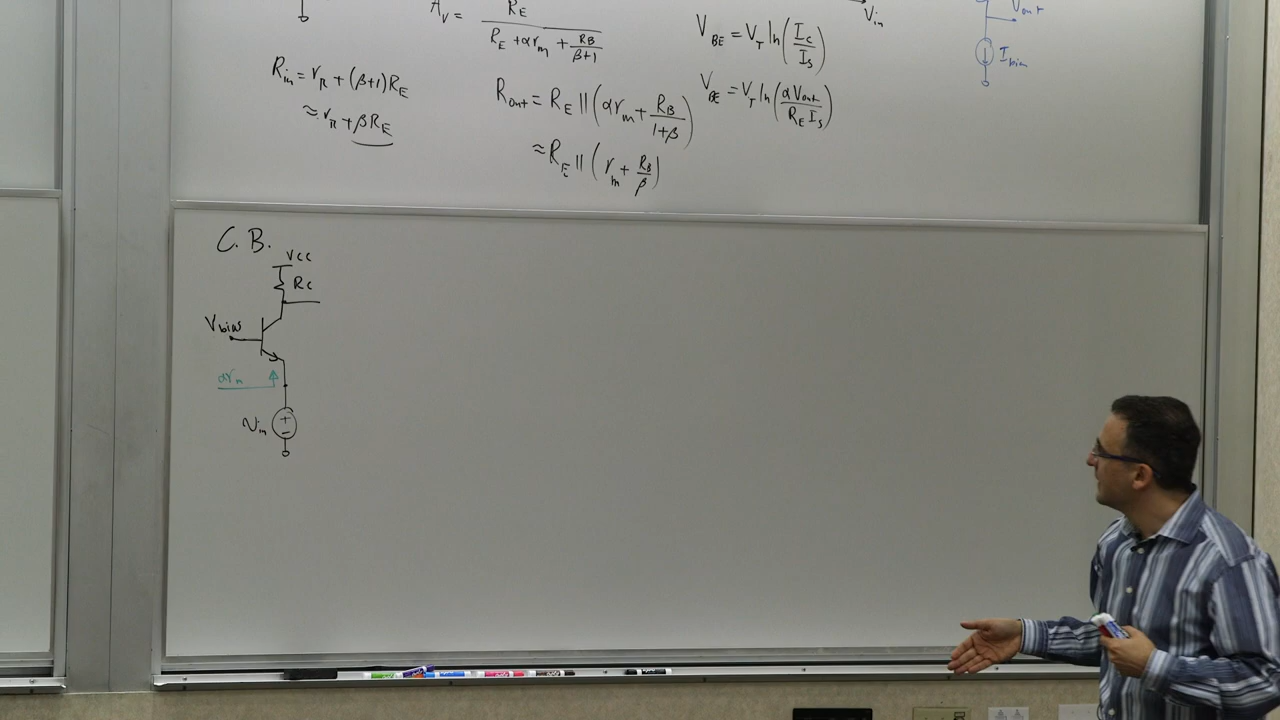 A_V = R_E / (R_E + αr_m + R_B/(β+1))
V_BE = V_T ln(I_C/I_S)
V_in
V_out
I_bias
R_in = r_π + (β+1)R_E
≈ r_π + βR_E
R_out = R_E || (αr_m + R_B/(1+β))
≈ R_E || (r_m + R_B/β)
V_BE = V_T ln(αV_out/(R_E I_S))
C.B.
VCC
R_C
V_bias
αr_m
v_in
+
−